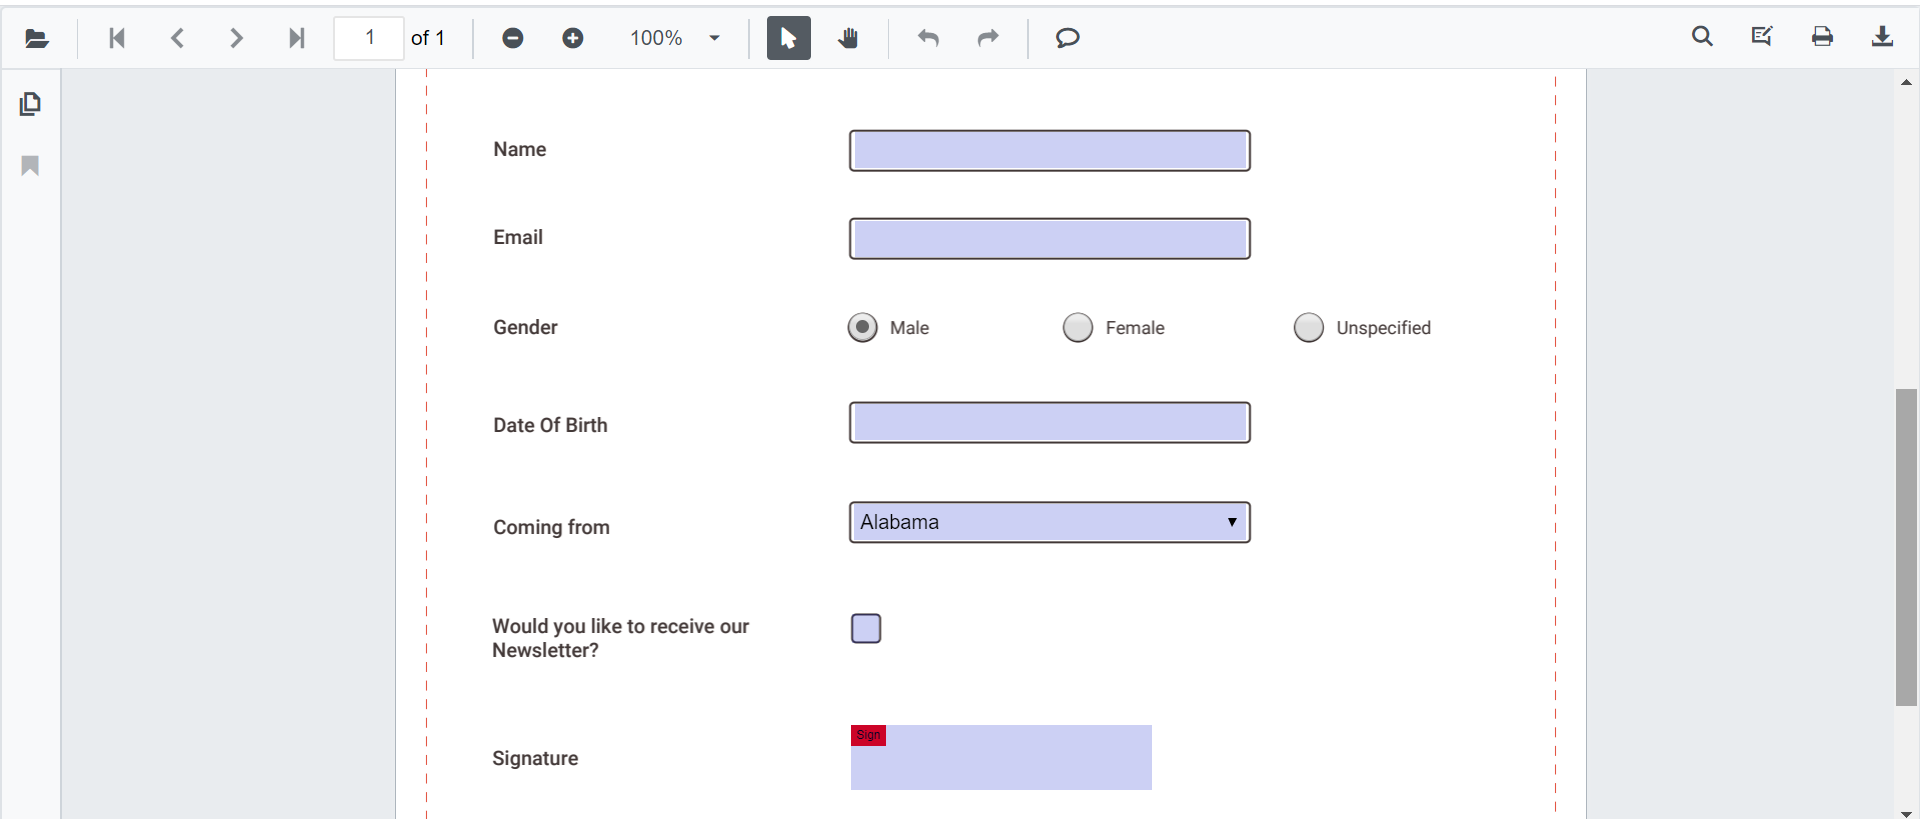 1 of 1
100%
Name
Email
Gender
Male Female Unspecified
Date Of Birth
Coming from
Alabama
Would you like to receive our
Newsletter?
Sign
Signature